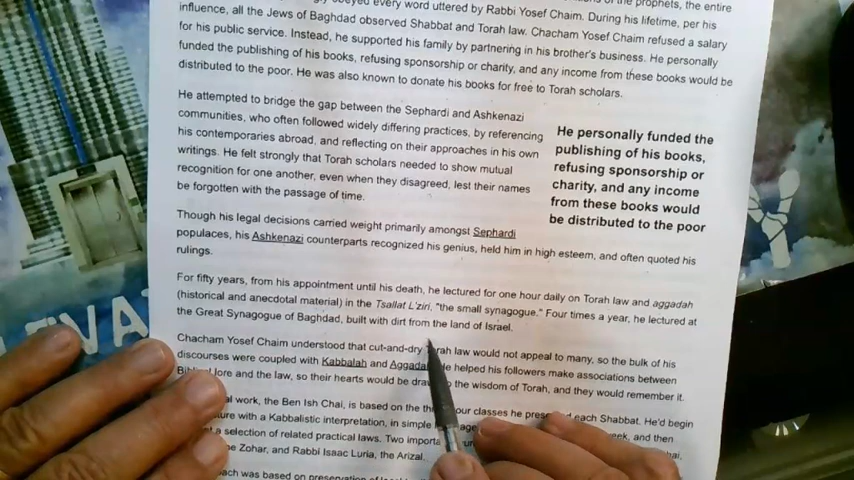 of the prophets, the entire
obeyed every word uttered by Rabbi Yosef Chaim. During his lifetime, per his
influence, all the Jews of Baghdad observed Shabbat and Torah law. Chacham Yosef Chaim refused a salary
for his public service. Instead, he supported his family by partnering in his brother's business. He personally
funded the publishing of his books, refusing sponsorship or charity, and any income from these books would be
distributed to the poor. He was also known to donate his books for free to Torah scholars.
He attempted to bridge the gap between the Sephardi and Ashkenazi
communities, who often followed widely differing practices, by referencing
his contemporaries abroad, and reflecting on their approaches in his own
writings. He felt strongly that Torah scholars needed to show mutual
recognition for one another, even when they disagreed, lest their names
be forgotten with the passage of time.
He personally funded the
publishing of his books,
refusing sponsorship or
charity, and any income
from these books would
be distributed to the poor
Though his legal decisions carried weight primarily amongst Sephardi
populaces, his Ashkenazi counterparts recognized his genius, held him in high esteem, and often quoted his
rulings.
For fifty years, from his appointment until his death, he lectured for one hour daily on Torah law and aggadah
(historical and anecdotal material) in the Tsallat L'ziri, "the small synagogue." Four times a year, he lectured at
the Great Synagogue of Baghdad, built with dirt from the land of Israel.
Chacham Yosef Chaim understood that cut-and-dry Torah law would not appeal to many, so the bulk of his
discourses were coupled with Kabbalah and Aggadah. He helped his followers make associations between
lore and the law, so their hearts would be to the wisdom of Torah, and they would remember it.
work, the Ben Ish Chai, is based on the classes he each Shabbat. He'd begin
with a Kabbalistic interpretation, in simple and then
a selection of related practical laws. Two
the Zohar, and Rabbi Isaac Luria, the Arizal.
was based on